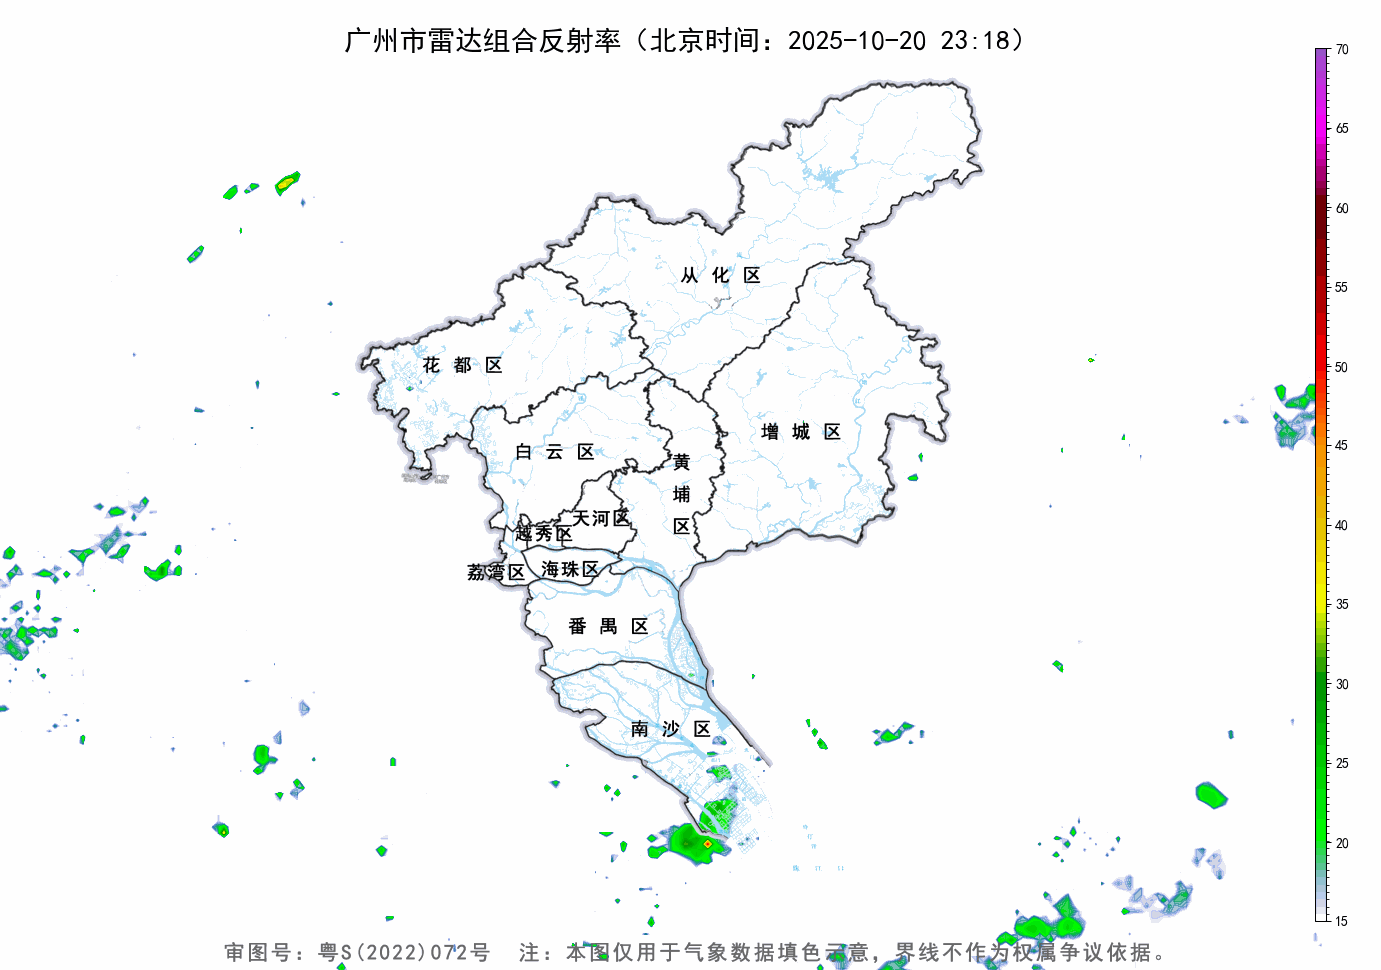 广州市雷达组合反射率（北京时间：2025-10-20 23:18）
70
65
60
55
50
45
40
35
30
25
20
15
从化区
花都区
增城区
白云区
黄埔区
天河区
越秀区
荔湾区
海珠区
番禺区
南沙区
审图号：粤S(2022)072号 注：本图仅用于气象数据填色示意，界线不作为权属争议依据。